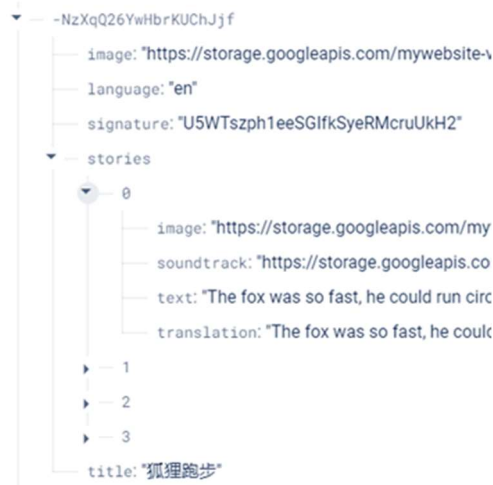 -NzXqQ26YwHbrKUChJjf
image: "https://storage.googleapis.com/mywebsite-v
language: "en"
signature: "U5WTszph1eeSGIfkSyeRMcruUkH2"
stories
0
image: "https://storage.googleapis.com/my
soundtrack: "https://storage.googleapis.co
text: "The fox was so fast, he could run circ
translation: "The fox was so fast, he could
1
2
3
title: "狐狸跑步"